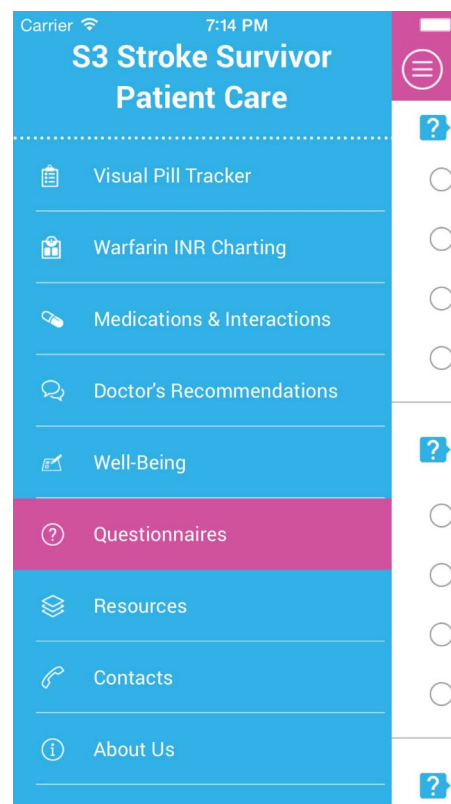 Carrier 7:14 PM
S3 Stroke Survivor
Patient Care
Visual Pill Tracker
Warfarin INR Charting
Medications & Interactions
Doctor's Recommendations
Well-Being
Questionnaires
Resources
Contacts
About Us